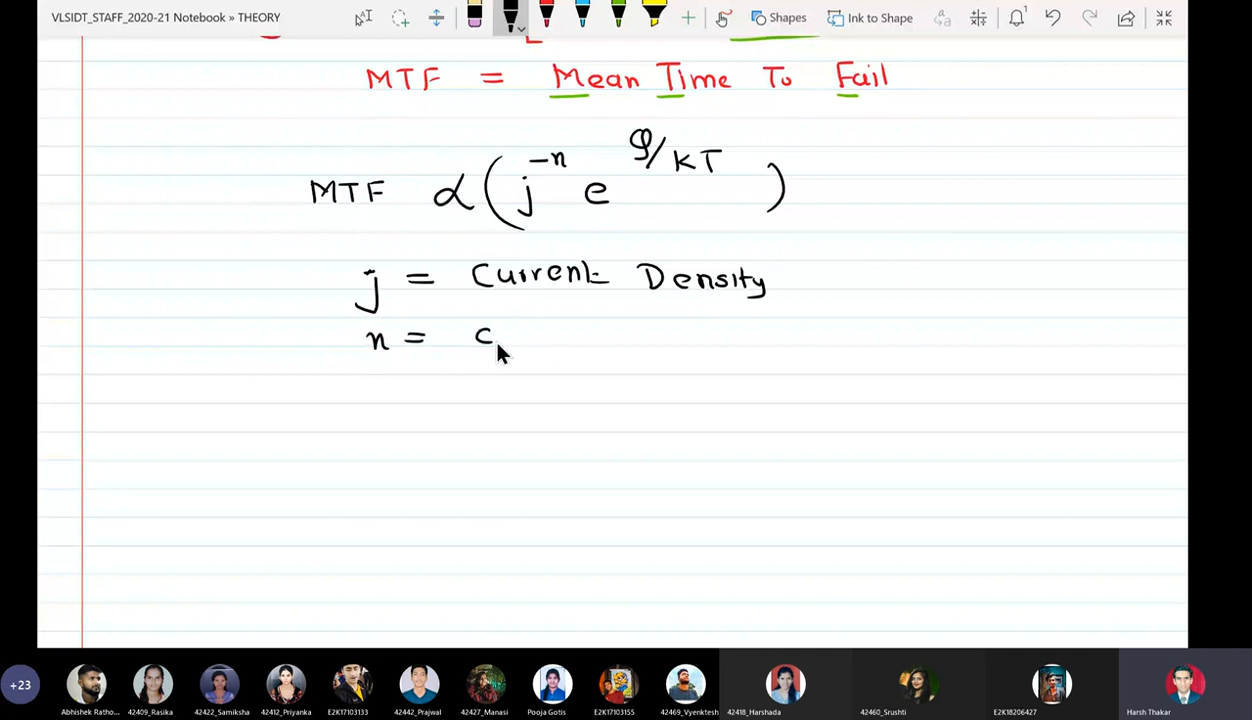 VLSIDT_STAFF_2020-21 Notebook » THEORY
Shapes
Ink to Shape
MTF = Mean Time To Fail
MTF ∝ (j^-n e^φ/KT)
j = Current Density
n = c
+23
Abhishek Ratho...
42409_Rasika
42422_Samiksha
42412_Priyanka
E2K17103133
42442_Prajwal
42427_Manasi
Pooja Gotis
E2K17103155
42469_Vyenktesh
42418_Harshada
42460_Srushti
E2K18206427
Harsh Thakar